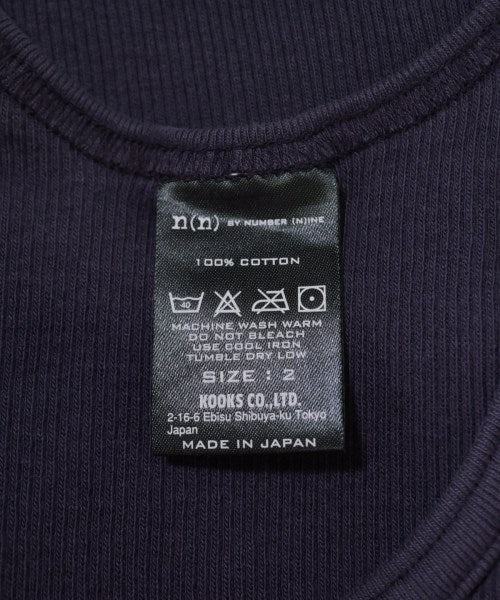 n(n) BY NUMBER (N)INE
100% COTTON
40
MACHINE WASH WARM
DO NOT BLEACH
USE COOL IRON
TUMBLE DRY LOW
SIZE : 2
KOOKS CO.,LTD.
2-16-6 Ebisu Shibuya-ku Tokyo
Japan
MADE IN JAPAN